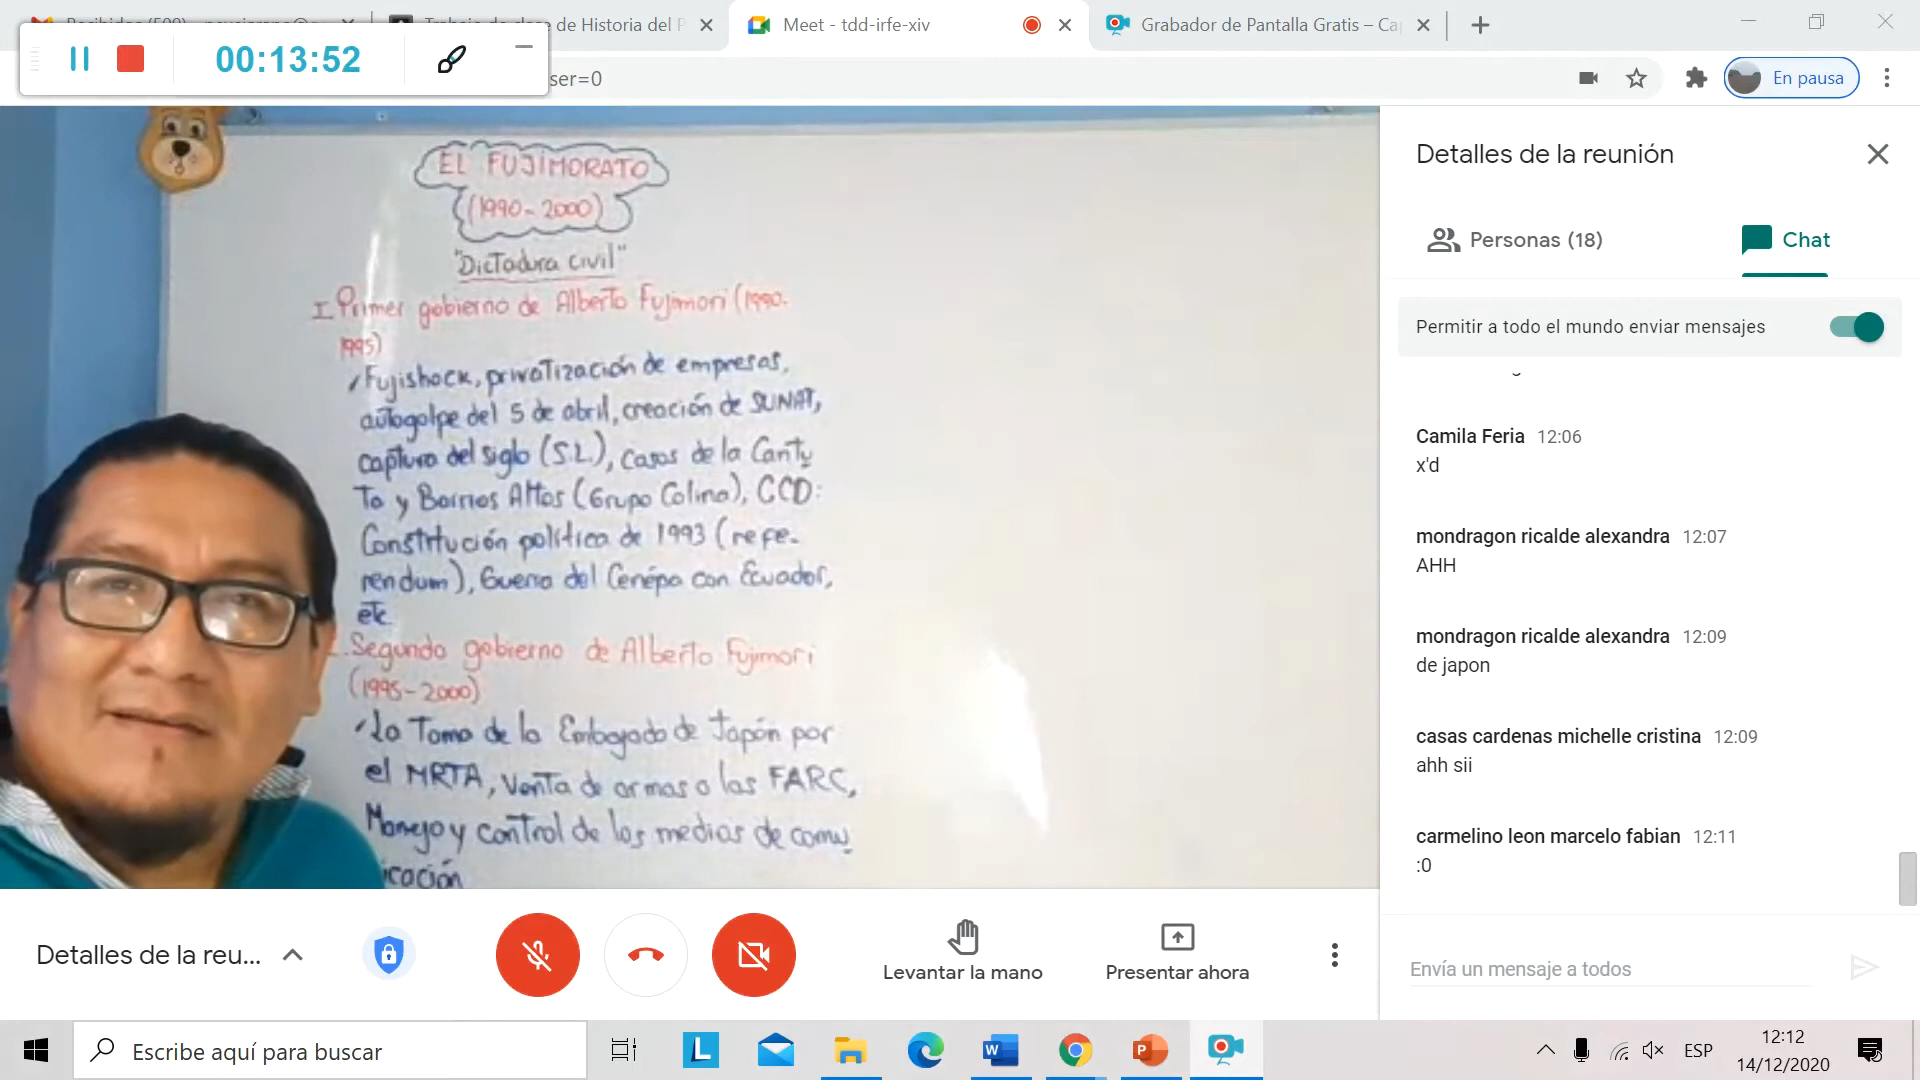 Recibidos (509) -
Trabajo de clase de Historia del P
Meet - tdd-irfe-xiv
Grabador de Pantalla Gratis – Ca
00:13:52
ser=0
En pausa
EL FUJIMORATO
(1990-2000)
"Dictadura civil"
I. Primer gobierno de Alberto Fujimori (1990-
1995)
Fujishock, privatización de empresas,
autogolpe del 5 de abril, creación de SUNAT,
captura del siglo (S.L.), casos de la Cantu
Ta y Barrios Altos (Grupo Colina), CCD:
Constitución política de 1993 (refe-
rendum), Guerra del Cenepa con Ecuador,
etc
Segundo gobierno de Alberto Fujimori
(1995-2000)
La Toma de la Embajada de Japón por
el MRTA, Venta de armas a las FARC,
Manejo y control de los medios de comu
icación
Detalles de la reunión
Personas (18)
Chat
Permitir a todo el mundo enviar mensajes
Camila Feria 12:06
x'd
mondragon ricalde alexandra 12:07
AHH
mondragon ricalde alexandra 12:09
de japon
casas cardenas michelle cristina 12:09
ahh sii
carmelino leon marcelo fabian 12:11
:0
Envía un mensaje a todos
Detalles de la reu...
Levantar la mano
Presentar ahora
Escribe aquí para buscar
L
W
P
ESP
12:12
14/12/2020